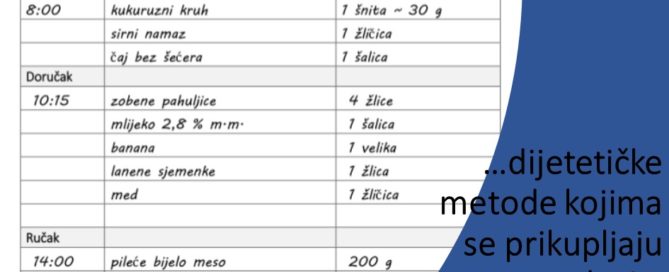 8:00 kukuruzni kruh 1 šnita ~ 30 g
sirni namaz 1 žličica
čaj bez šećera 1 šalica
Doručak
10:15 zobene pahuljice 4 žlice
mlijeko 2,8 % m.m. 1 šalica
banana 1 velika
lanene sjemenke 1 žlica
med 1 žličica
Ručak
14:00 pileće bijelo meso 200 g
...dijetetičke
metode kojima
se prikupljaju